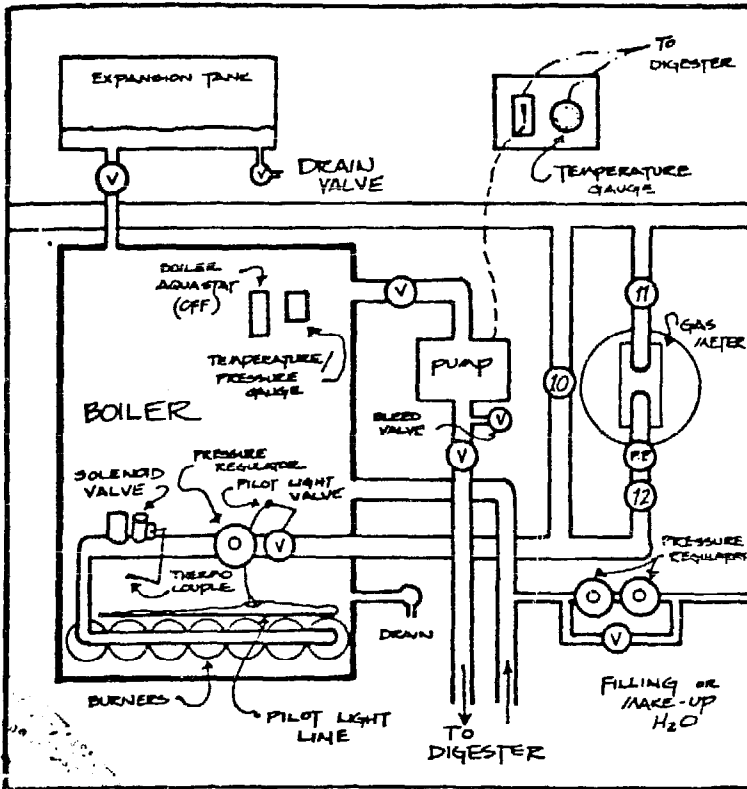 EXPANSION TANK
V
V
DRAIN
VALVE
TO
DIGESTER
TEMPERATURE
GAUGE
BOILER
AQUASTAT
(OFF)
TEMPERATURE/
PRESSURE
GAUGE
V
PUMP
BLEED
VALVE
V
V
10
11
GAS
METER
F.P
12
BOILER
SOLENOID
VALVE
PRESSURE
REGULATOR
PILOT LIGHT
VALVE
V
THERMO
COUPLE
DRAIN
PRESSURE
REGULATOR
V
BURNERS
PILOT LIGHT
LINE
TO
DIGESTER
FILLING OR
MAKE-UP
H2O